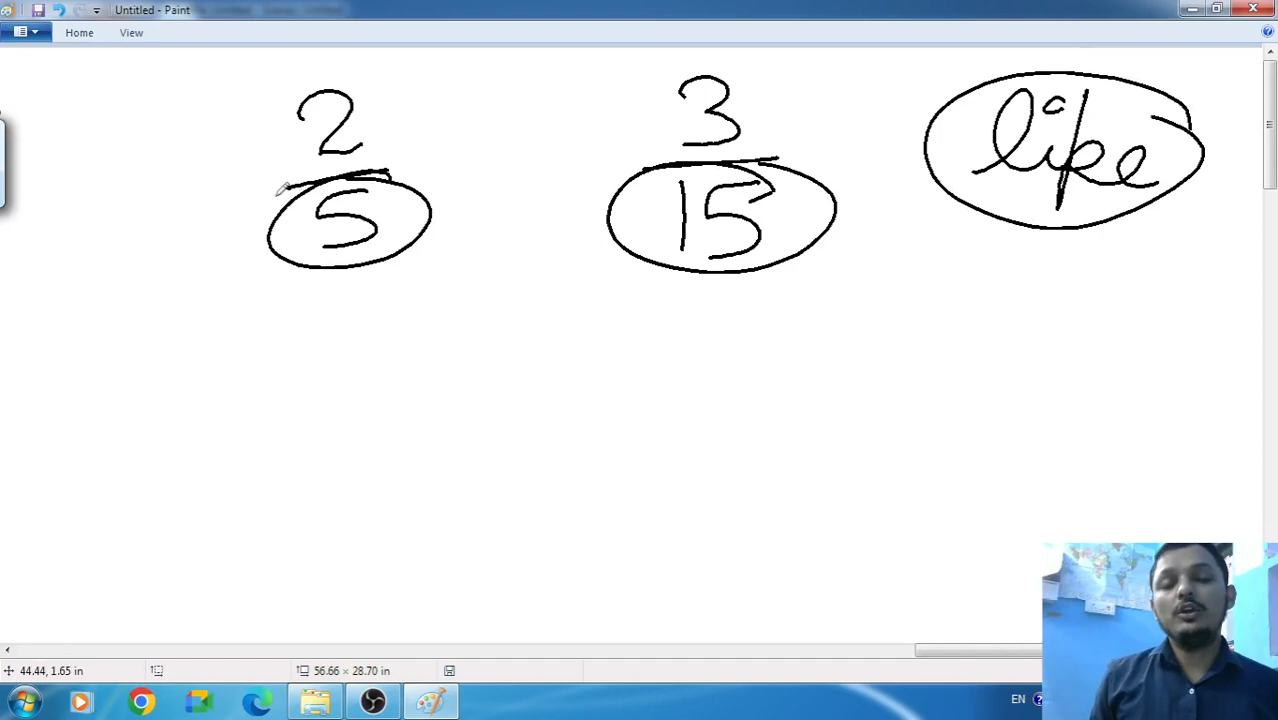 Untitled - Paint
Home View
2
5
3
15
like
44.44, 1.65 in
56.66 × 28.70 in
EN